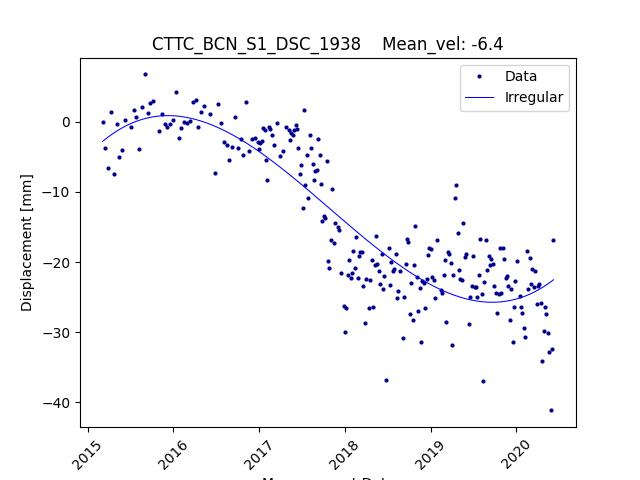 CTTC_BCN_S1_DSC_1938    Mean_vel: -6.4
Data
Irregular
Displacement [mm]
0
−10
−20
−30
−40
2015
2016
2017
2018
2019
2020